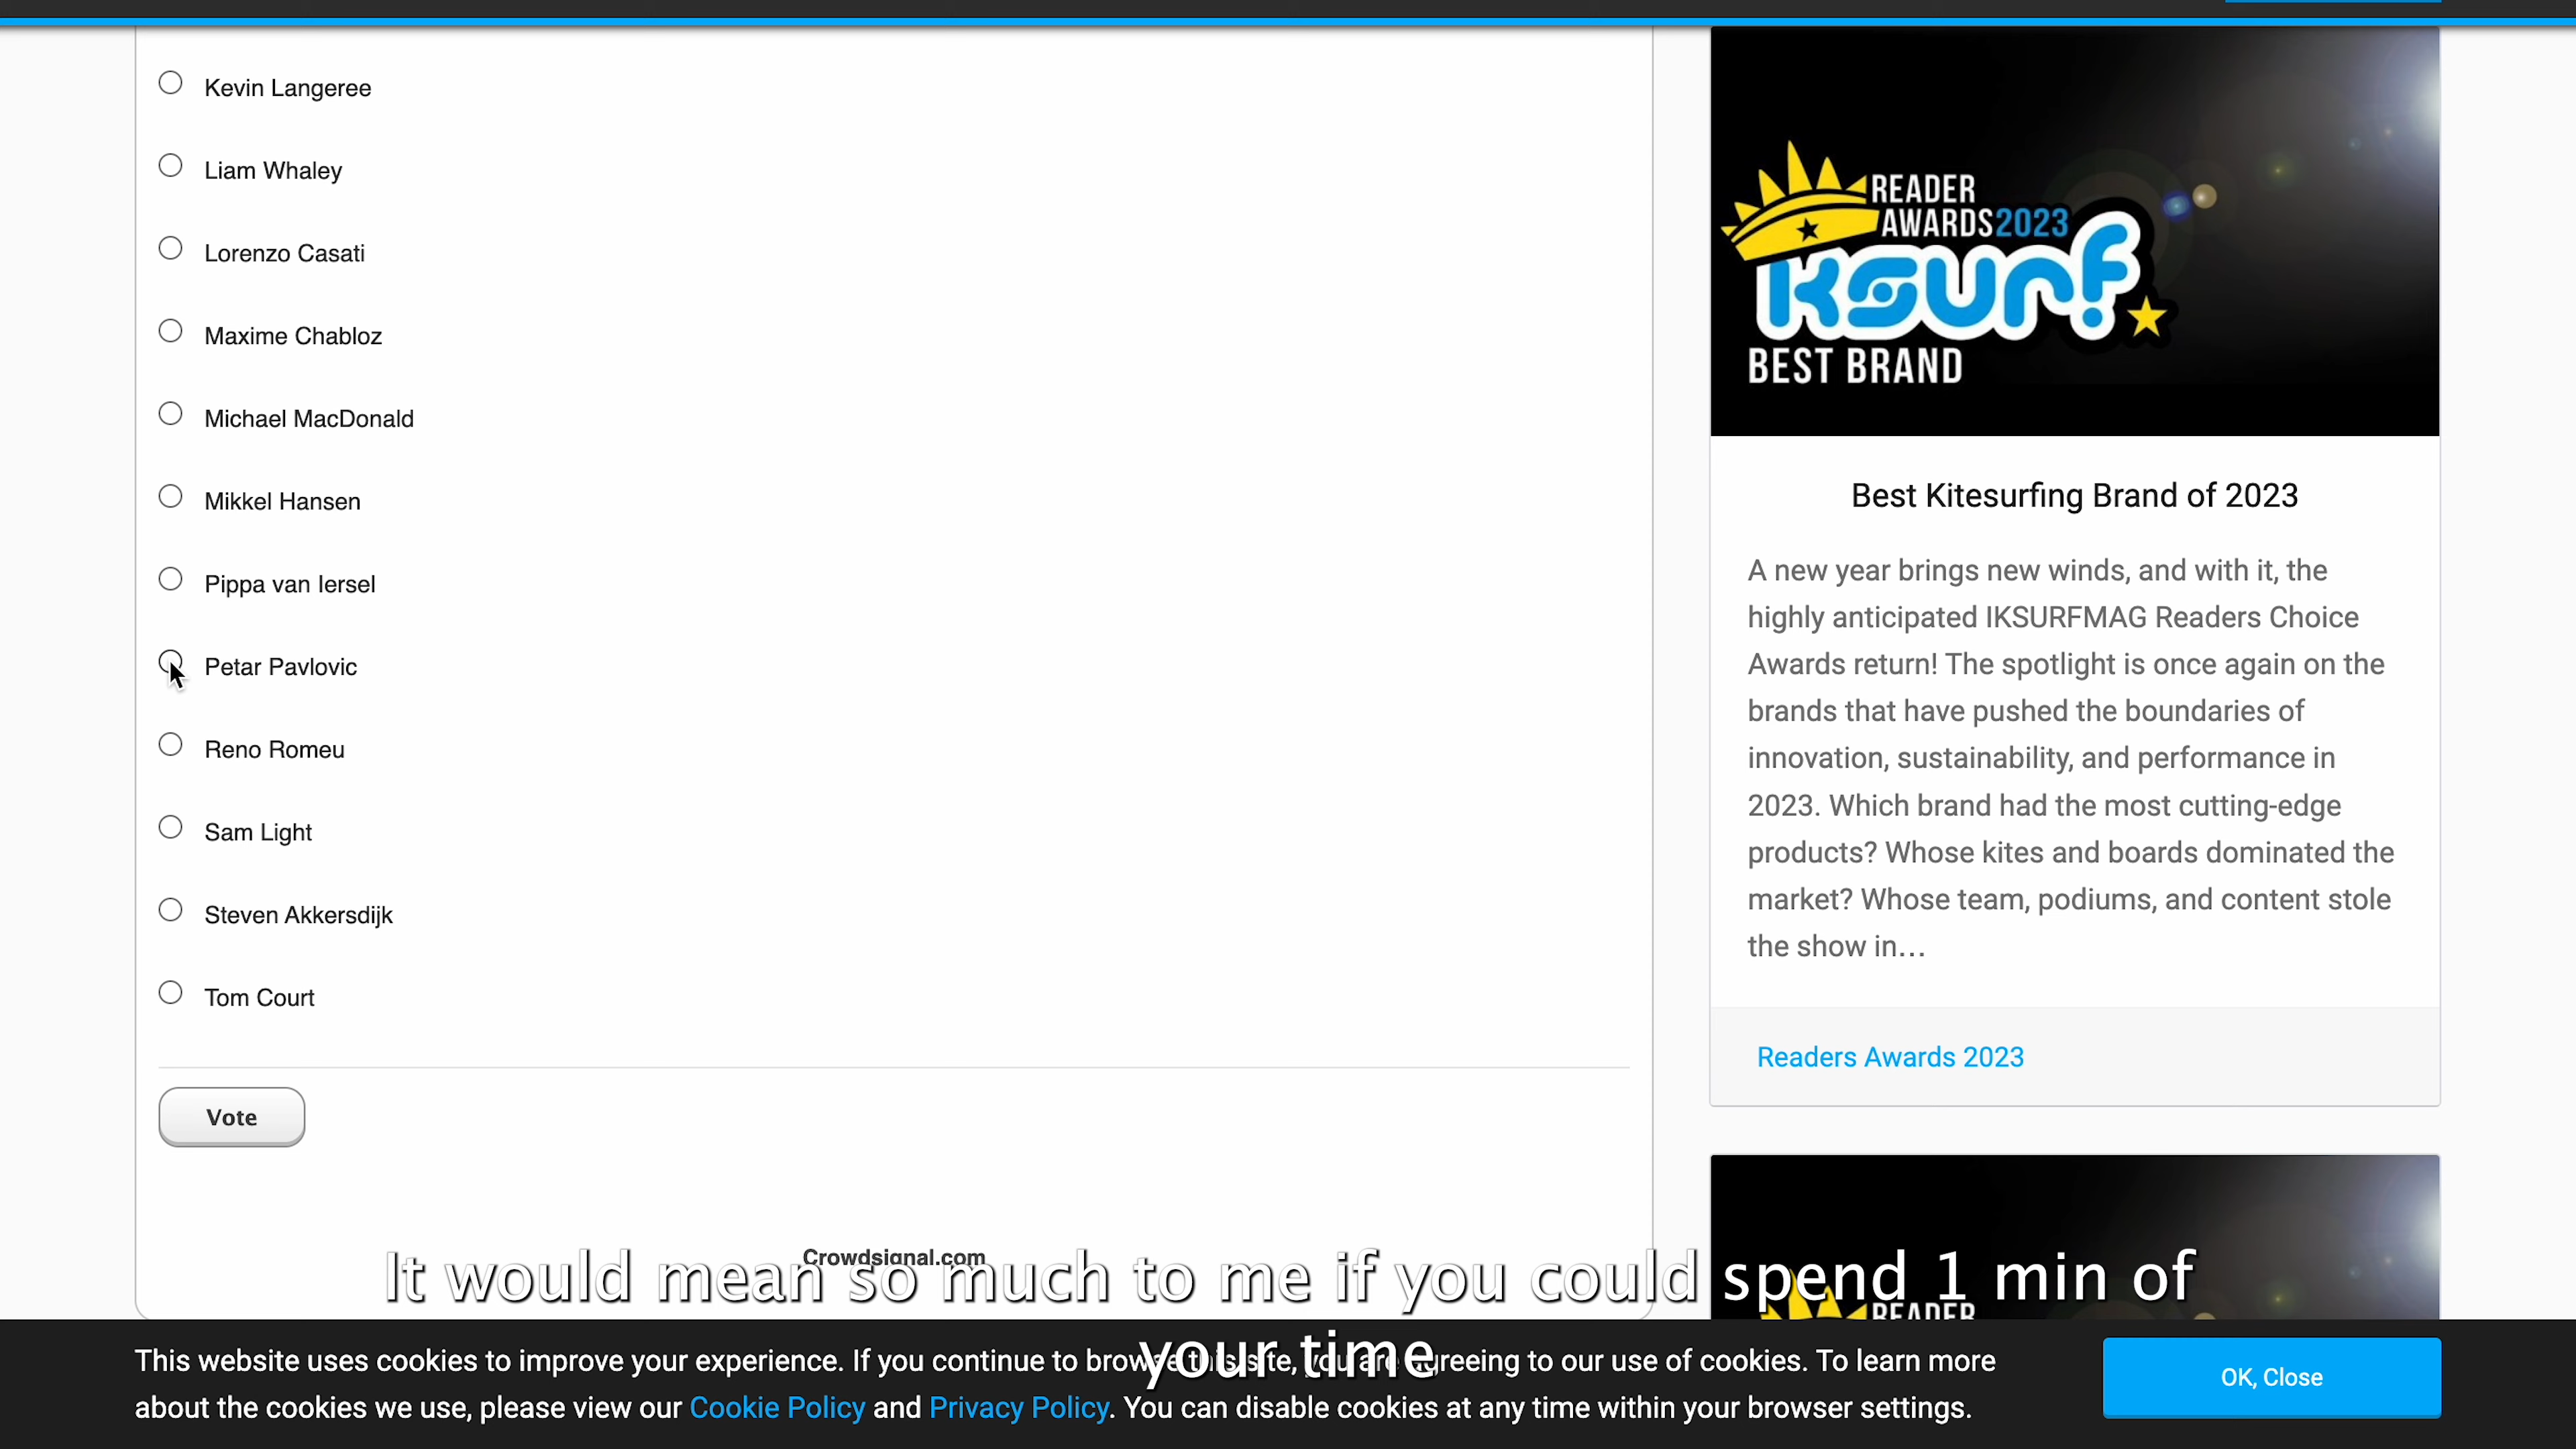 Kevin Langeree
Liam Whaley
Lorenzo Casati
Maxime Chabloz
Michael MacDonald
Mikkel Hansen
Pippa van Iersel
Petar Pavlovic
Reno Romeu
Sam Light
Steven Akkersdijk
Tom Court
Vote
Crowdsignal.com
READER
AWARDS2023
IKSURF
BEST BRAND
Best Kitesurfing Brand of 2023
A new year brings new winds, and with it, the
highly anticipated IKSURFMAG Readers Choice
Awards return! The spotlight is once again on the
brands that have pushed the boundaries of
innovation, sustainability, and performance in
2023. Which brand had the most cutting-edge
products? Whose kites and boards dominated the
market? Whose team, podiums, and content stole
the show in...
Readers Awards 2023
READER
It would mean so much to me if you could spend 1 min of
your time
This website uses cookies to improve your experience. If you continue to browse this site, you are agreeing to our use of cookies. To learn more
about the cookies we use, please view our Cookie Policy and Privacy Policy. You can disable cookies at any time within your browser settings.
OK, Close